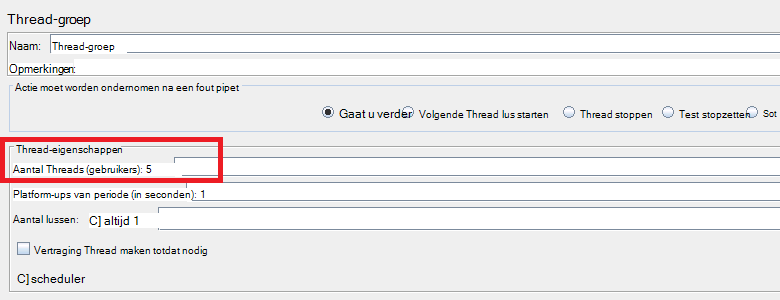 Thread-groep
Naam: Thread-groep
Opmerkingen:
Actie moet worden ondernomen na een fout pipet
Gaat u verder Volgende Thread lus starten Thread stoppen Test stopzetten Sot
Thread-eigenschappen
Aantal Threads (gebruikers): 5
Platform-ups van periode (in seconden): 1
Aantal lussen: C] altijd 1
Vertraging Thread maken totdat nodig
C] scheduler